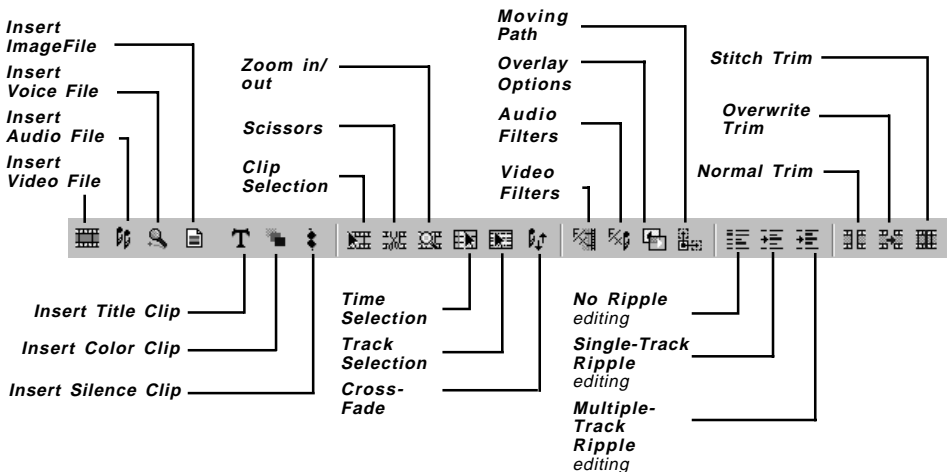 Insert
ImageFile
Insert
Voice File
Insert
Audio File
Insert
Video File
Zoom in/
out
Scissors
Clip
Selection
Moving
Path
Overlay
Options
Audio
Filters
Video
Filters
Stitch Trim
Overwrite
Trim
Normal Trim
T
Insert Title Clip
Insert Color Clip
Insert Silence Clip
Time
Selection
Track
Selection
Cross-
Fade
No Ripple
editing
Single-Track
Ripple
editing
Multiple-
Track
Ripple
editing